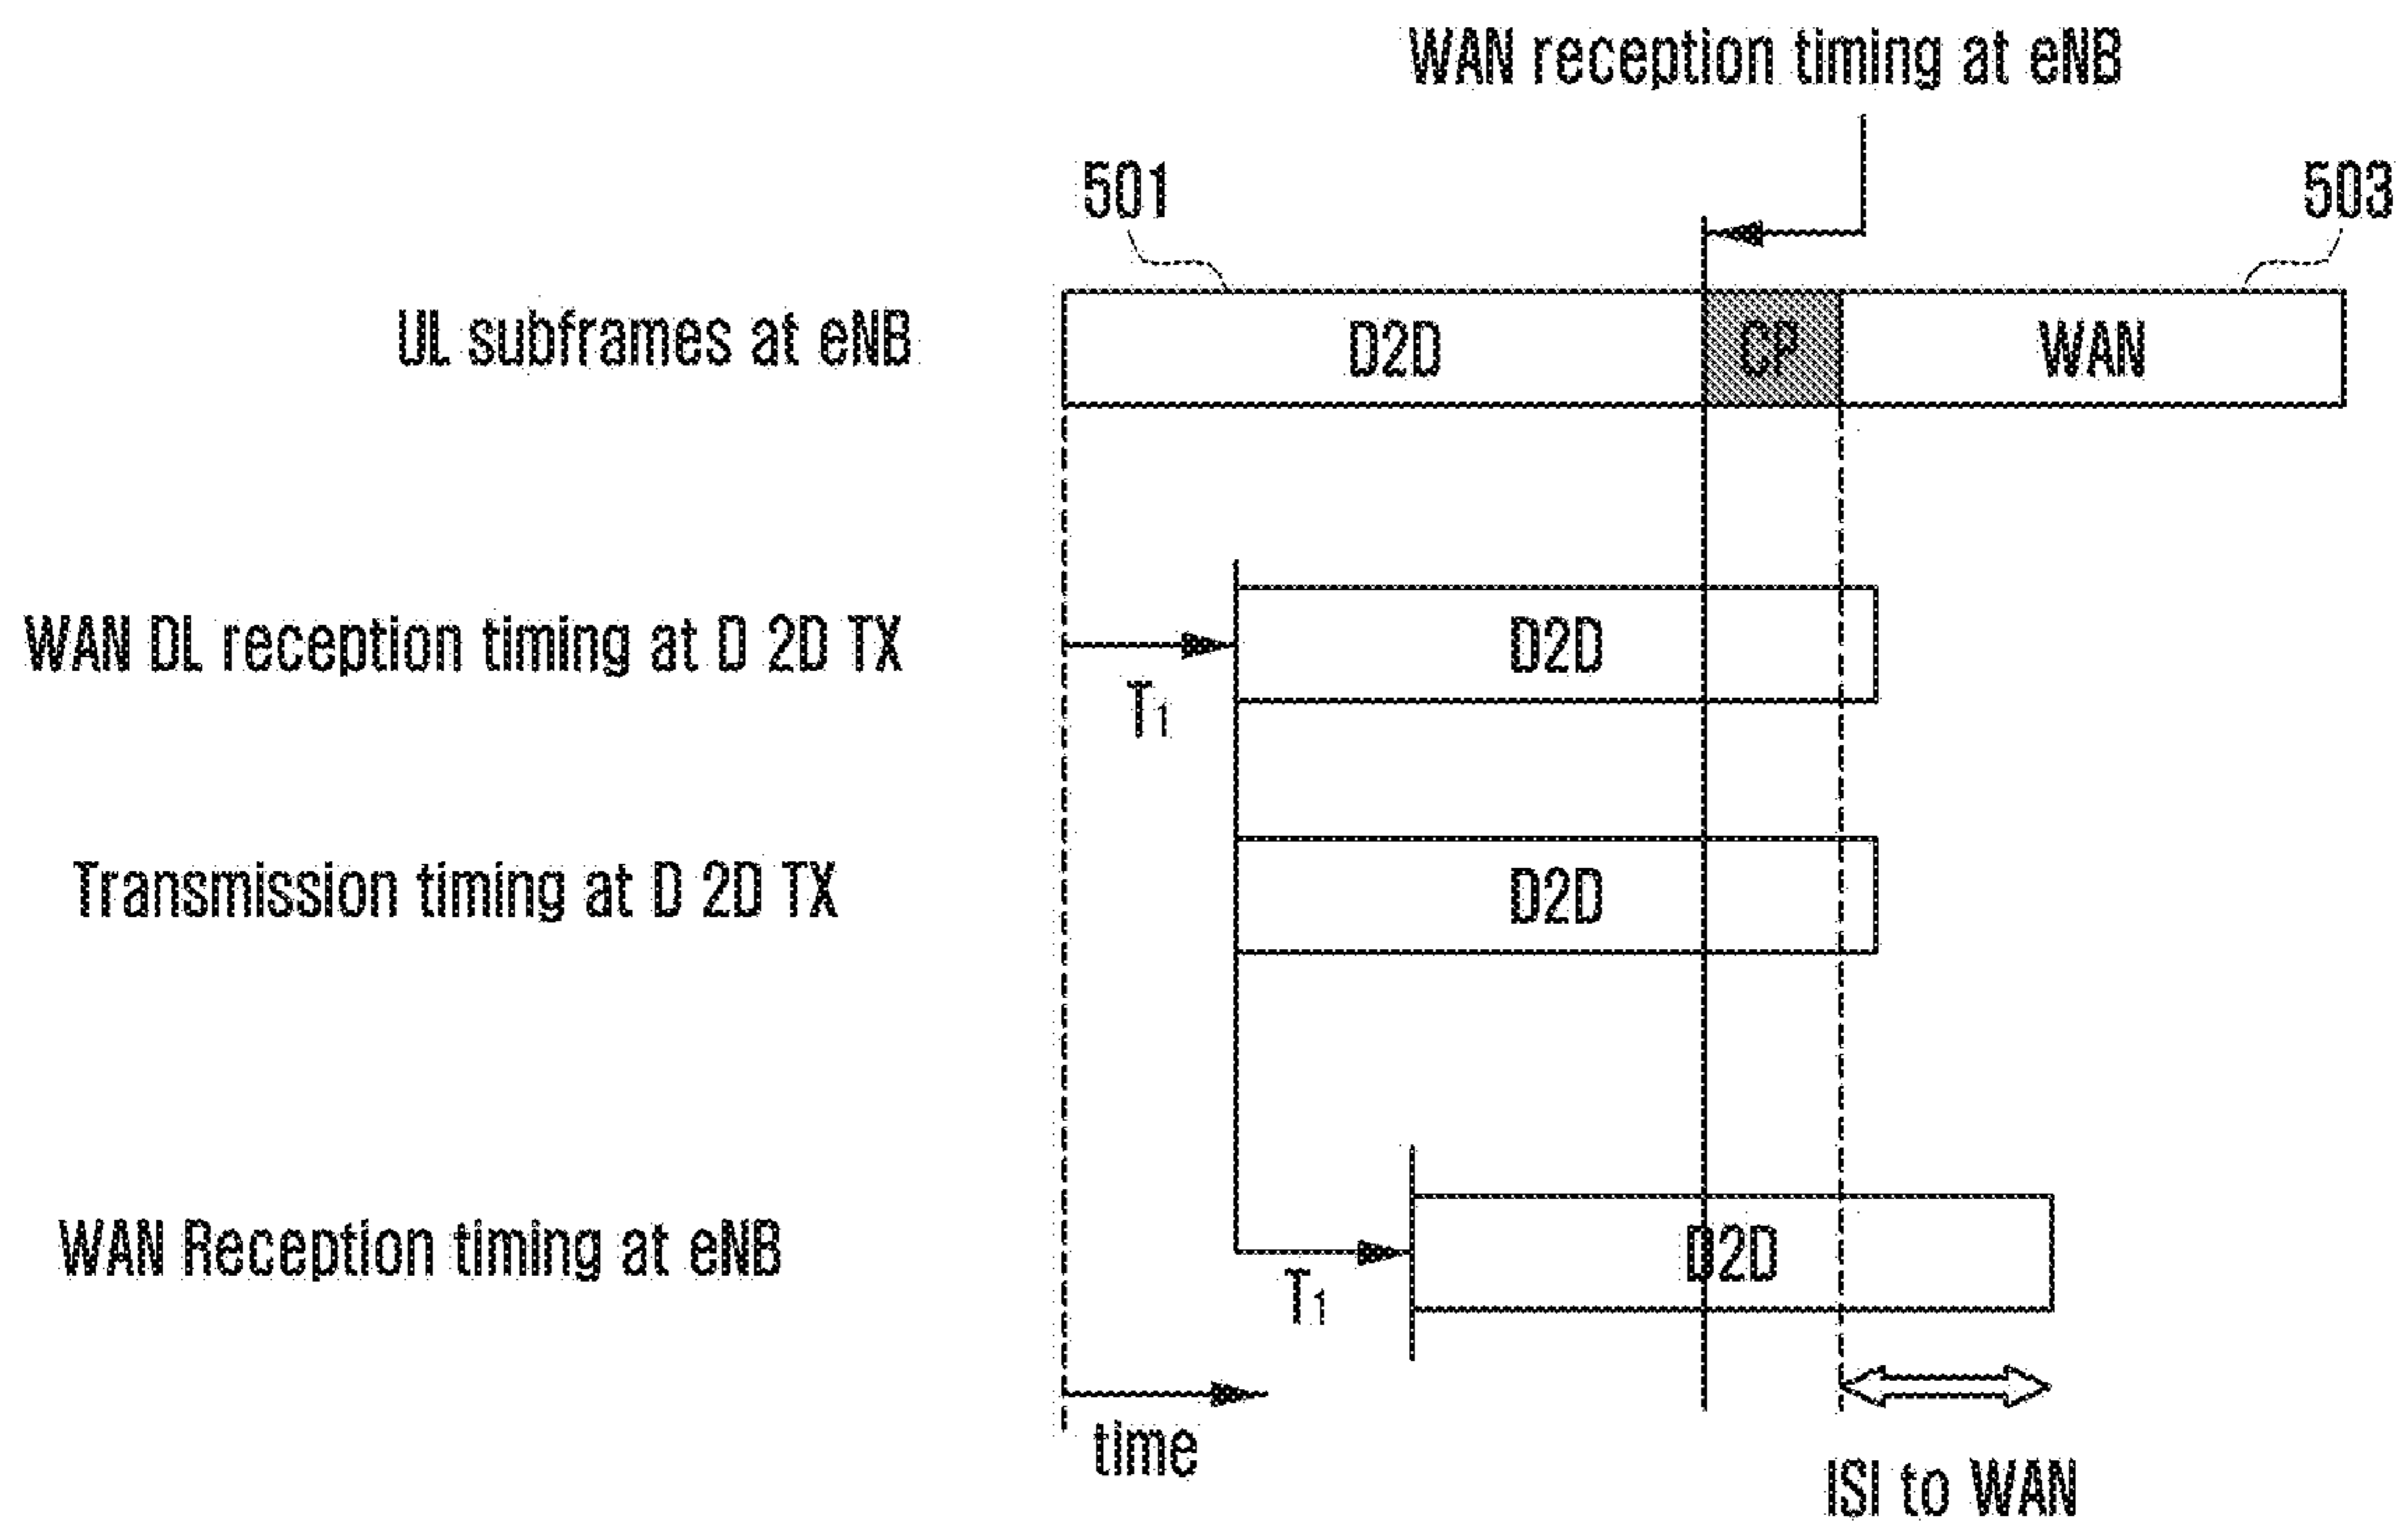 WAN reception timing at eNB
501
503
UL subframes at eNB
D2D
CP
WAN
WAN DL reception timing at D 2D TX
D2D
T1
Transmission timing at D 2D TX
D2D
WAN Reception timing at eNB
D2D
T1
time
ISI to WAN